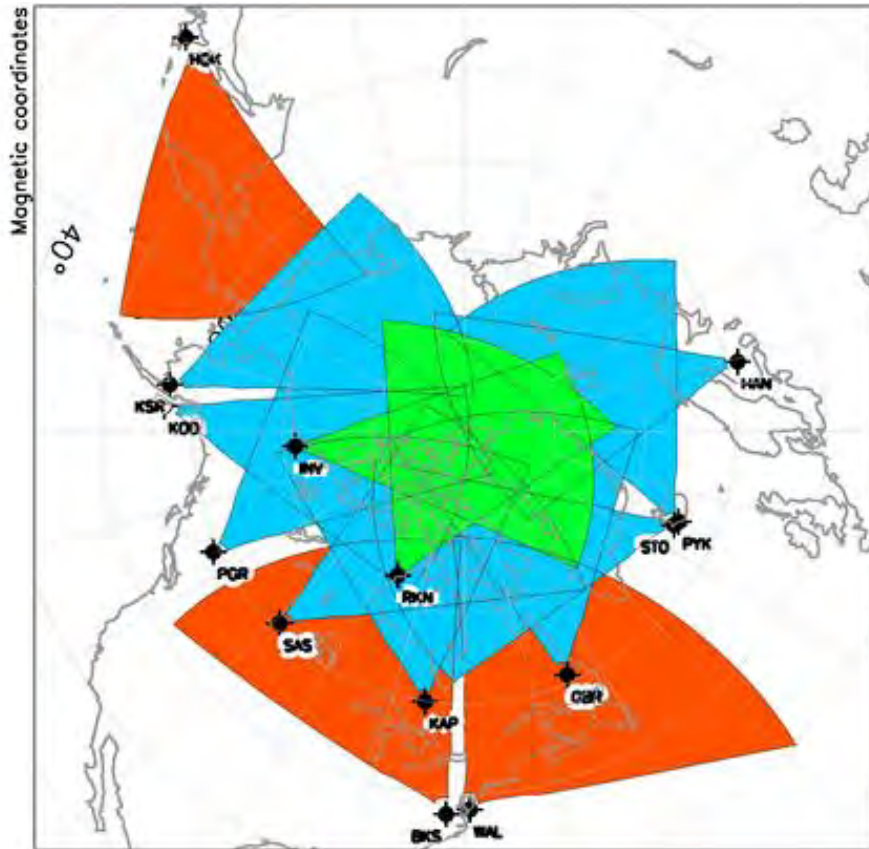 Magnetic coordinates
HOK
40°
HAN
KSR
KOD
INV
STO
PYK
PGR
RKN
SAS
GBR
KAP
BKS
WAL